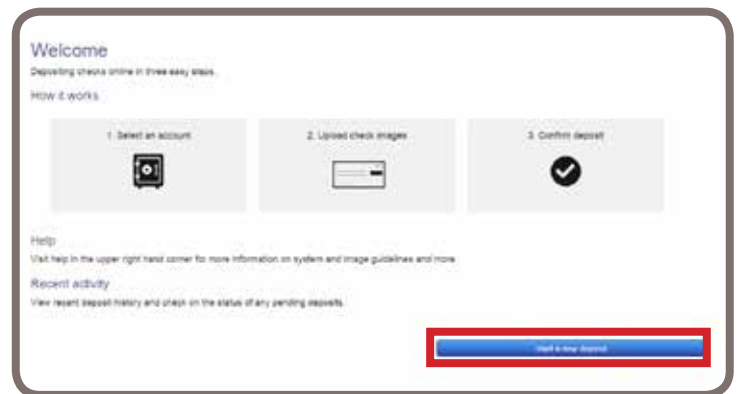 Welcome
Depositing checks online in three easy steps.
How it works
1. Select an account
2. Upload check images
3. Confirm deposit
Help
Visit help in the upper right hand corner for more information on system and image guidelines and more
Recent activity
View recent deposit history and check on the status of any pending deposits.
Start a new deposit